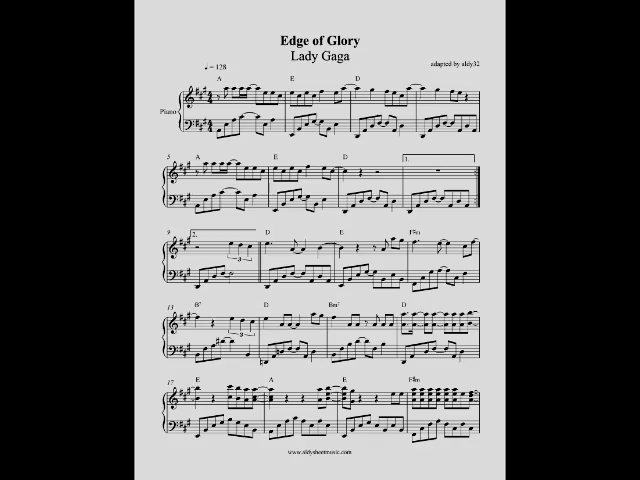 Edge of Glory
Lady Gaga
♩ = 128
adapted by aldy32
A E D
Piano
5 A E D 1.
9 2. D E F#m
3
13 B7 D Bm7 D
3
17 E A E F#m
www.aldysheetmusic.com